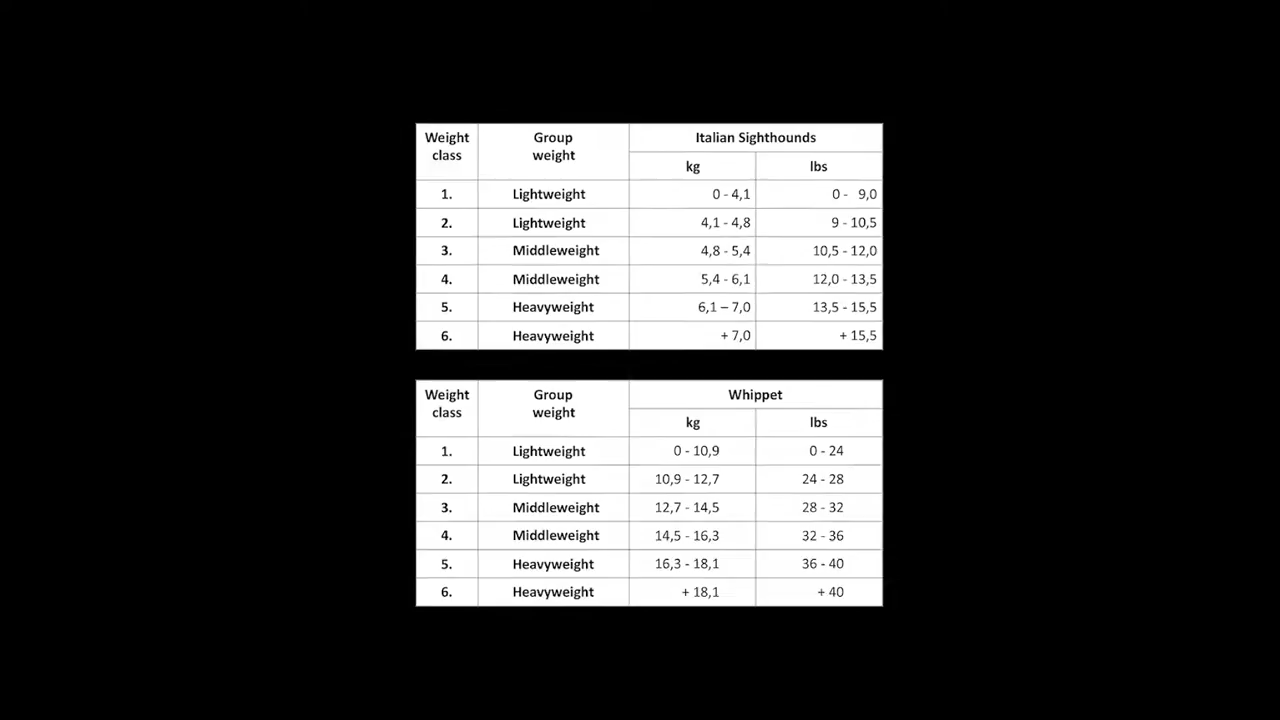 Weight class Group weight Italian Sighthounds
kg lbs
1. Lightweight 0 - 4,1 0 - 9,0
2. Lightweight 4,1 - 4,8 9 - 10,5
3. Middleweight 4,8 - 5,4 10,5 - 12,0
4. Middleweight 5,4 - 6,1 12,0 - 13,5
5. Heavyweight 6,1 – 7,0 13,5 - 15,5
6. Heavyweight + 7,0 + 15,5
Weight class Group weight Whippet
kg lbs
1. Lightweight 0 - 10,9 0 - 24
2. Lightweight 10,9 - 12,7 24 - 28
3. Middleweight 12,7 - 14,5 28 - 32
4. Middleweight 14,5 - 16,3 32 - 36
5. Heavyweight 16,3 - 18,1 36 - 40
6. Heavyweight + 18,1 + 40